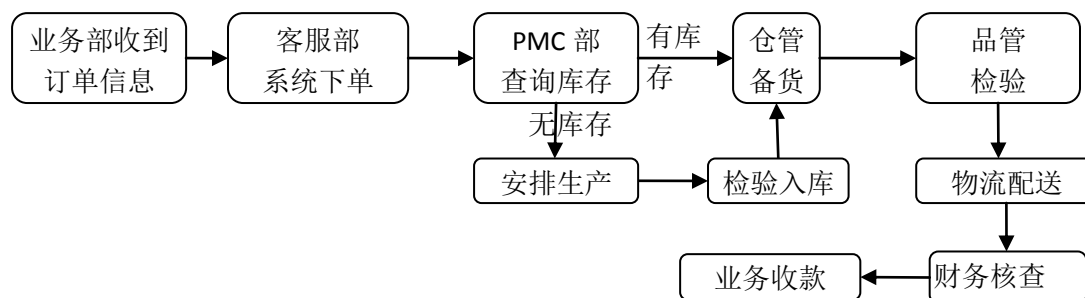 业务部收到
订单信息
客服部
系统下单
PMC 部
查询库存
有库
存
仓管
备货
品管
检验
无库存
安排生产
检验入库
物流配送
业务收款
财务核查